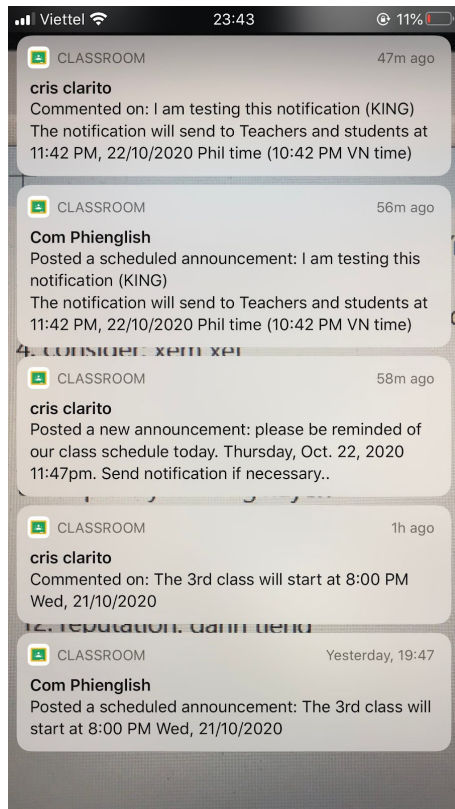 Viettel 23:43 11%
CLASSROOM 47m ago
cris clarito
Commented on: I am testing this notification (KING)
The notification will send to Teachers and students at
11:42 PM, 22/10/2020 Phil time (10:42 PM VN time)
CLASSROOM 56m ago
Com Phienglish
Posted a scheduled announcement: I am testing this
notification (KING)
The notification will send to Teachers and students at
11:42 PM, 22/10/2020 Phil time (10:42 PM VN time)
4. consider: xem xét
CLASSROOM 58m ago
cris clarito
Posted a new announcement: please be reminded of
our class schedule today. Thursday, Oct. 22, 2020
11:47pm. Send notification if necessary..
CLASSROOM 1h ago
cris clarito
Commented on: The 3rd class will start at 8:00 PM
Wed, 21/10/2020
12. reputation, danh tiếng
CLASSROOM Yesterday, 19:47
Com Phienglish
Posted a scheduled announcement: The 3rd class will
start at 8:00 PM Wed, 21/10/2020